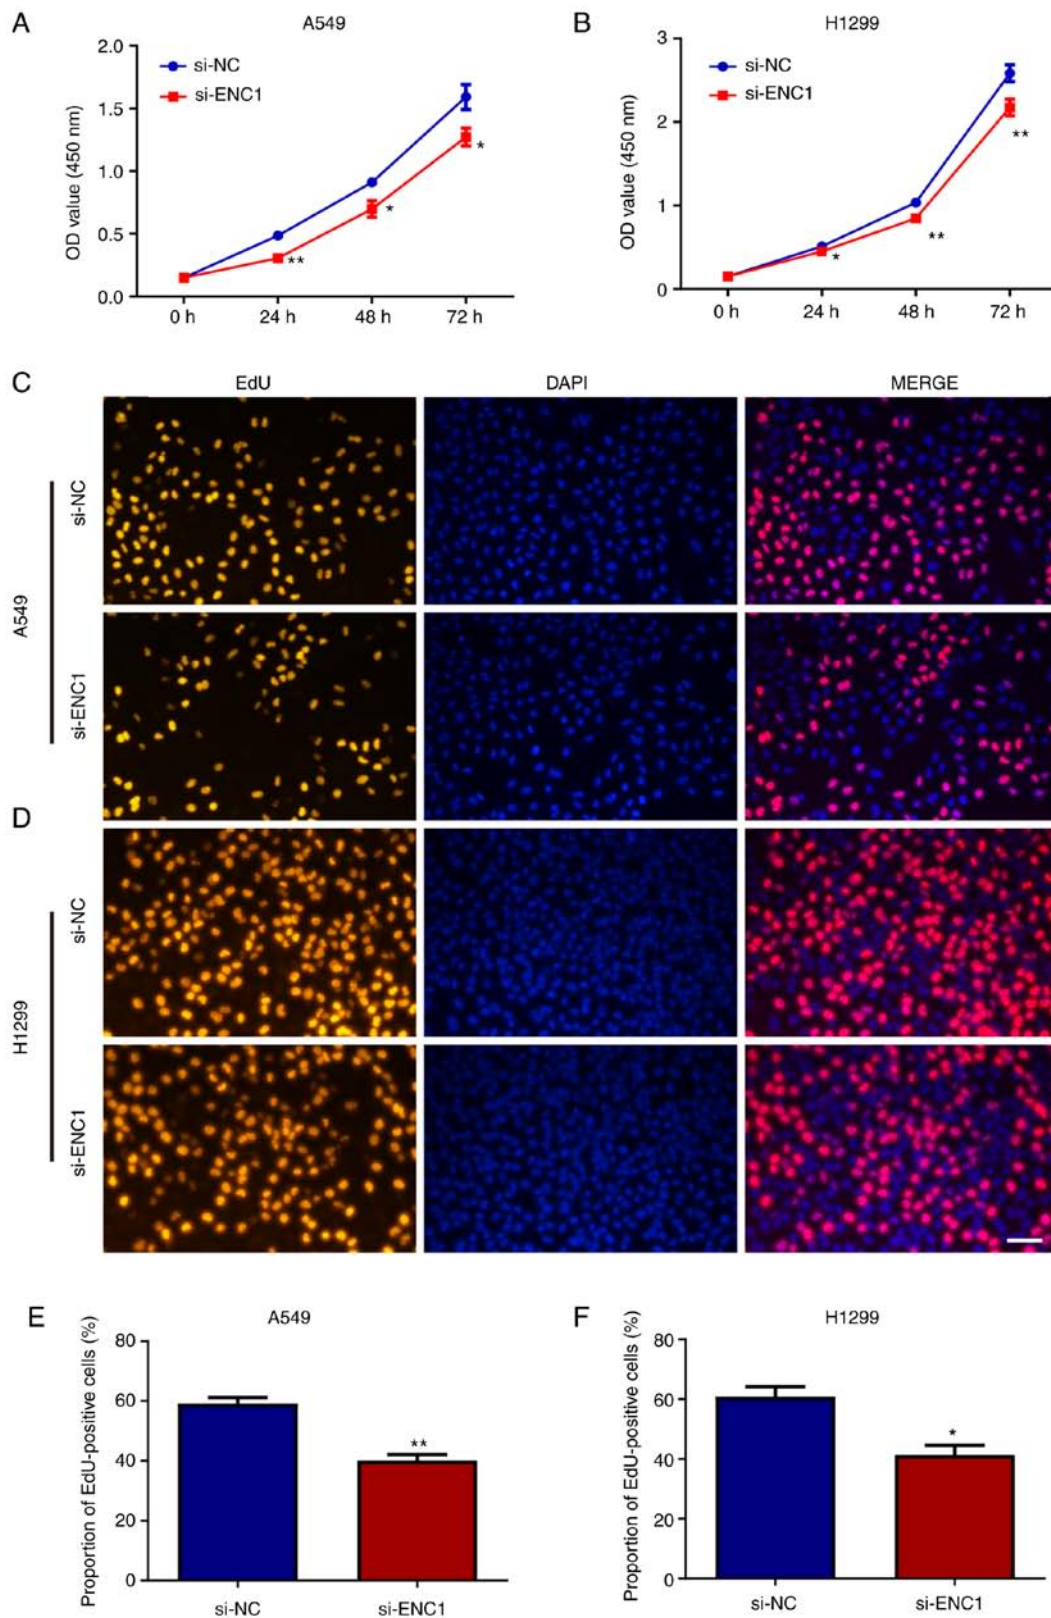 A
A549
OD value (450 nm)
2.0
1.5
1.0
0.5
0.0
si-NC
si-ENC1
**
*
*
0 h
24 h
48 h
72 h
B
H1299
OD value (450 nm)
3
2
1
0
si-NC
si-ENC1
*
**
**
0 h
24 h
48 h
72 h
C
EdU
DAPI
MERGE
A549
si-NC
si-ENC1
D
H1299
si-NC
si-ENC1
E
A549
Proportion of EdU-positive cells (%)
80
60
40
20
0
**
si-NC
si-ENC1
F
H1299
Proportion of EdU-positive cells (%)
80
60
40
20
0
*
si-NC
si-ENC1